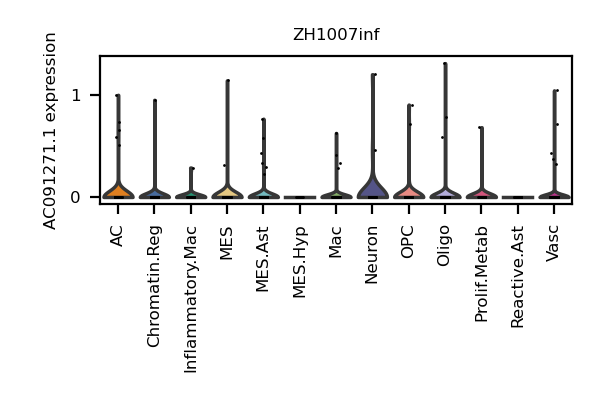 ZH1007inf
AC091271.1 expression
1
0
AC
Chromatin.Reg
Inflammatory.Mac
MES
MES.Ast
MES.Hyp
Mac
Neuron
OPC
Oligo
Prolif.Metab
Reactive.Ast
Vasc